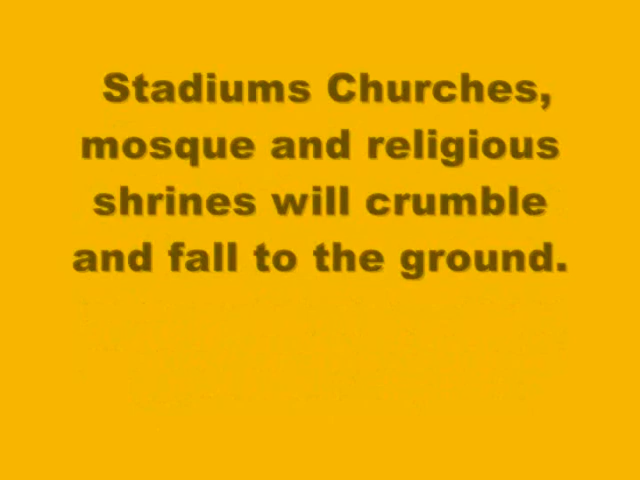 Stadiums Churches,
mosque and religious
shrines will crumble
and fall to the ground.